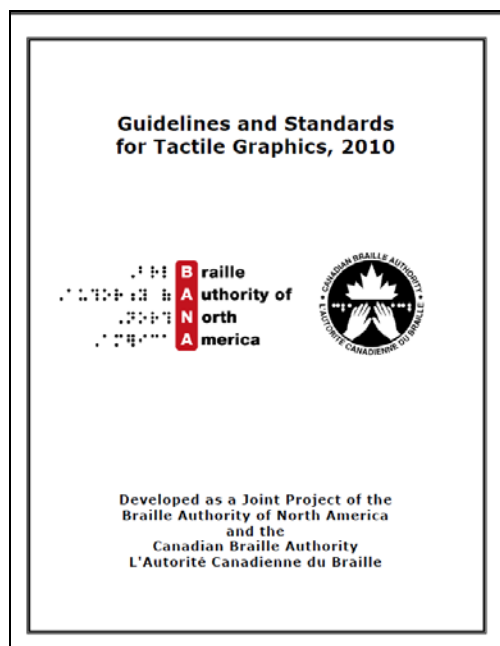 Guidelines and Standards
for Tactile Graphics, 2010
Braille
Authority of
North
America
CANADIAN BRAILLE AUTHORITY
L'AUTORITÉ CANADIENNE DU BRAILLE
Developed as a Joint Project of the
Braille Authority of North America
and the
Canadian Braille Authority
L'Autorité Canadienne du Braille